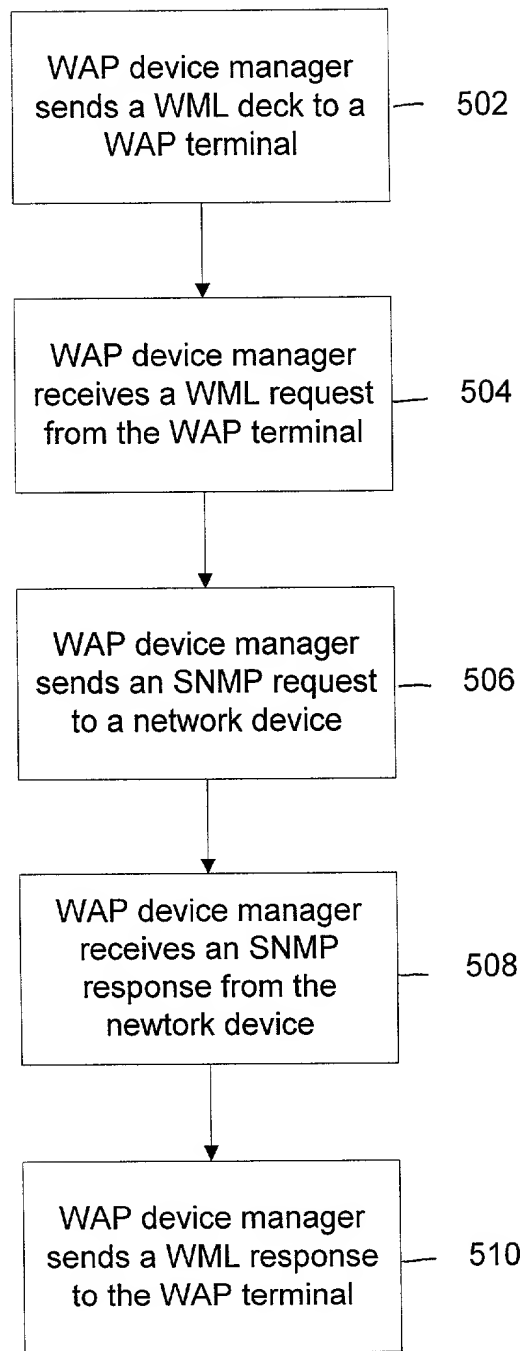 WAP device manager
sends a WML deck to a
WAP terminal
502
WAP device manager
receives a WML request
from the WAP terminal
504
WAP device manager
sends an SNMP request
to a network device
506
WAP device manager
receives an SNMP
response from the
newtork device
508
WAP device manager
sends a WML response
to the WAP terminal
510